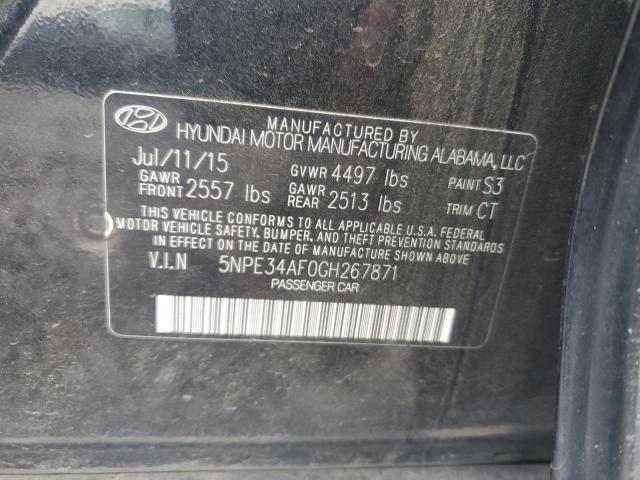 MANUFACTURED BY
HYUNDAI MOTOR MANUFACTURING ALABAMA, LLC
Jul/11/15 GVWR 4497 lbs PAINT S3
GAWR FRONT 2557 lbs GAWR REAR 2513 lbs TRIM CT
THIS VEHICLE CONFORMS TO ALL APPLICABLE U.S.A. FEDERAL
MOTOR VEHICLE SAFETY, BUMPER, AND THEFT PREVENTION STANDARDS
IN EFFECT ON THE DATE OF MANUFACTURE SHOWN ABOVE.
V.I.N 5NPE34AF0GH267871
PASSENGER CAR